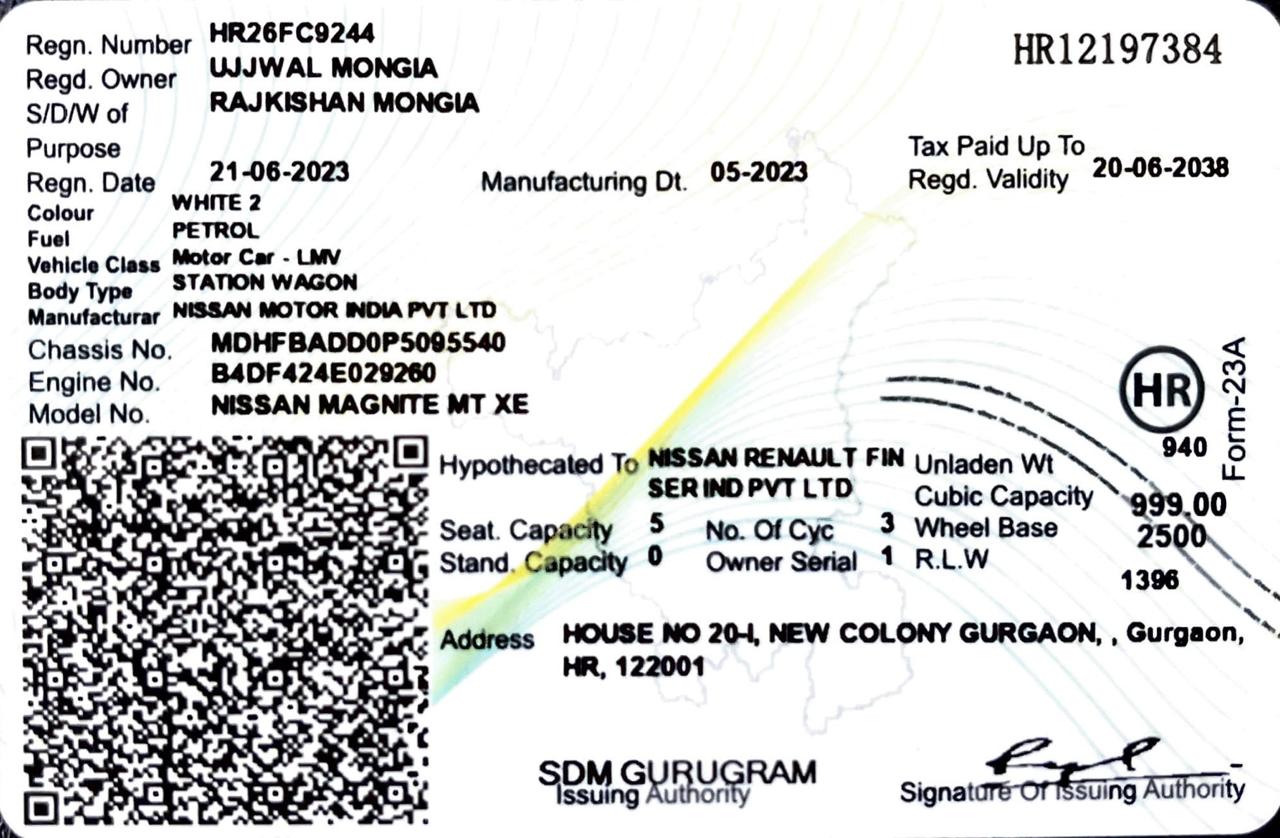 Regn. Number HR26FC9244
HR12197384
Regd. Owner UJJWAL MONGIA
S/D/W of RAJKISHAN MONGIA
Purpose
Tax Paid Up To
Regn. Date 21-06-2023 Manufacturing Dt. 05-2023 Regd. Validity 20-06-2038
Colour WHITE 2
Fuel PETROL
Vehicle Class Motor Car - LMV
Body Type STATION WAGON
Manufacturar NISSAN MOTOR INDIA PVT LTD
Chassis No. MDHFBADD0P5095540
Engine No. B4DF424E029260
Model No. NISSAN MAGNITE MT XE
HR
Form-23A
Hypothecated To NISSAN RENAULT FIN Unladen Wt 940
SER IND PVT LTD Cubic Capacity 999.00
Seat. Capacity 5 No. Of Cyc 3 Wheel Base 2500
Stand. Capacity 0 Owner Serial 1 R.L.W 1396
Address HOUSE NO 20-I, NEW COLONY GURGAON, , Gurgaon,
HR, 122001
SDM GURUGRAM
Issuing Authority
Signature Of Issuing Authority